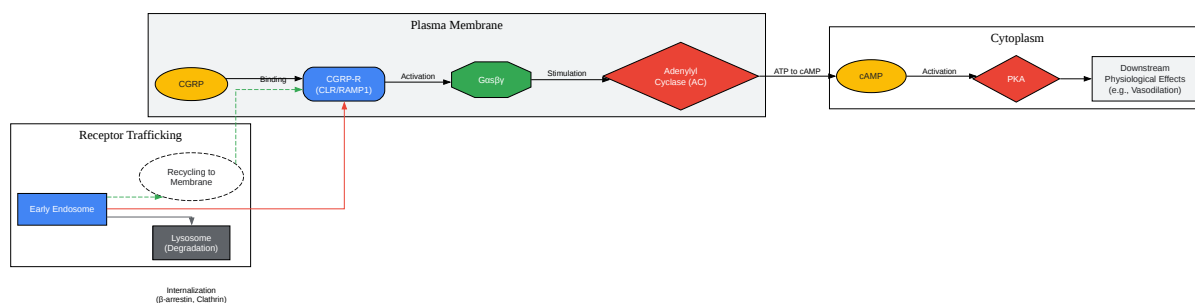 Plasma Membrane
CGRP
Binding
CGRP-R
(CLR/RAMP1)
Activation
Gαsβγ
Stimulation
Adenylyl
Cyclase (AC)
ATP to cAMP
Cytoplasm
cAMP
Activation
PKA
Downstream
Physiological Effects
(e.g., Vasodilation)
Receptor Trafficking
Recycling to
Membrane
Early Endosome
Lysosome
(Degradation)
Internalization
(β-arrestin, Clathrin)